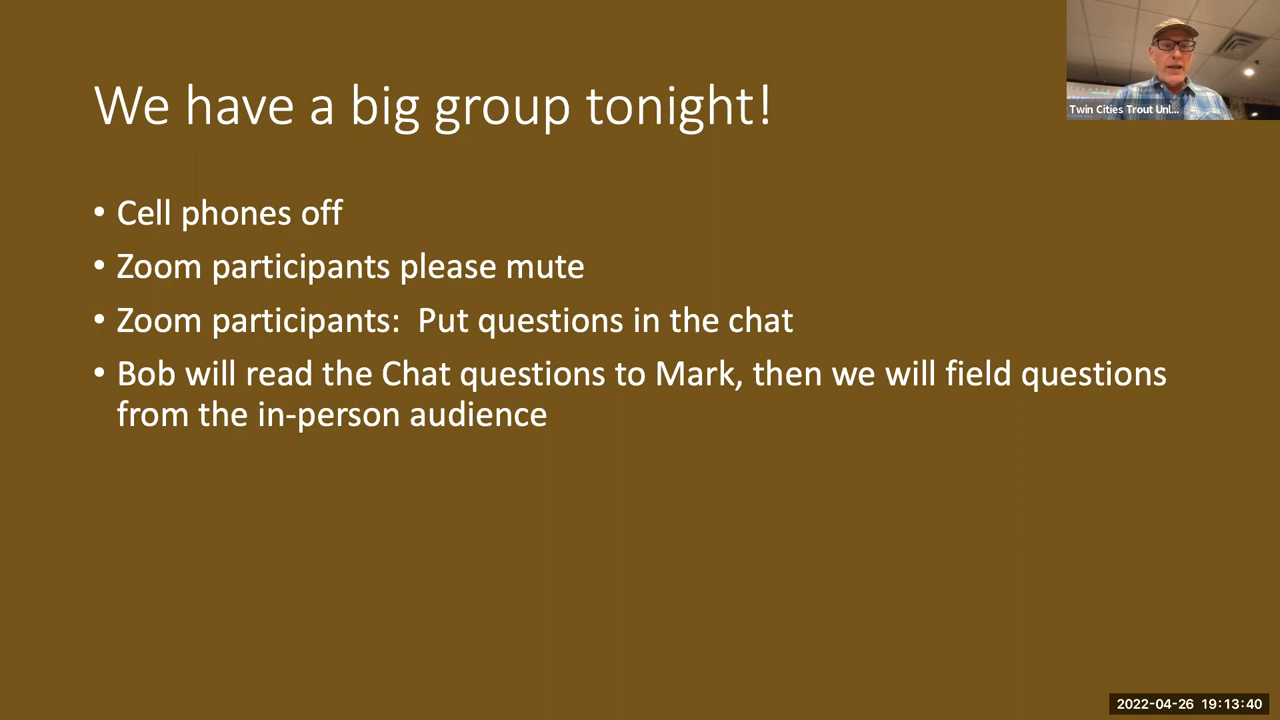 Twin Cities Trout Unl...
We have a big group tonight!
• Cell phones off
• Zoom participants please mute
• Zoom participants:  Put questions in the chat
• Bob will read the Chat questions to Mark, then we will field questions
from the in-person audience
2022-04-26 19:13:40